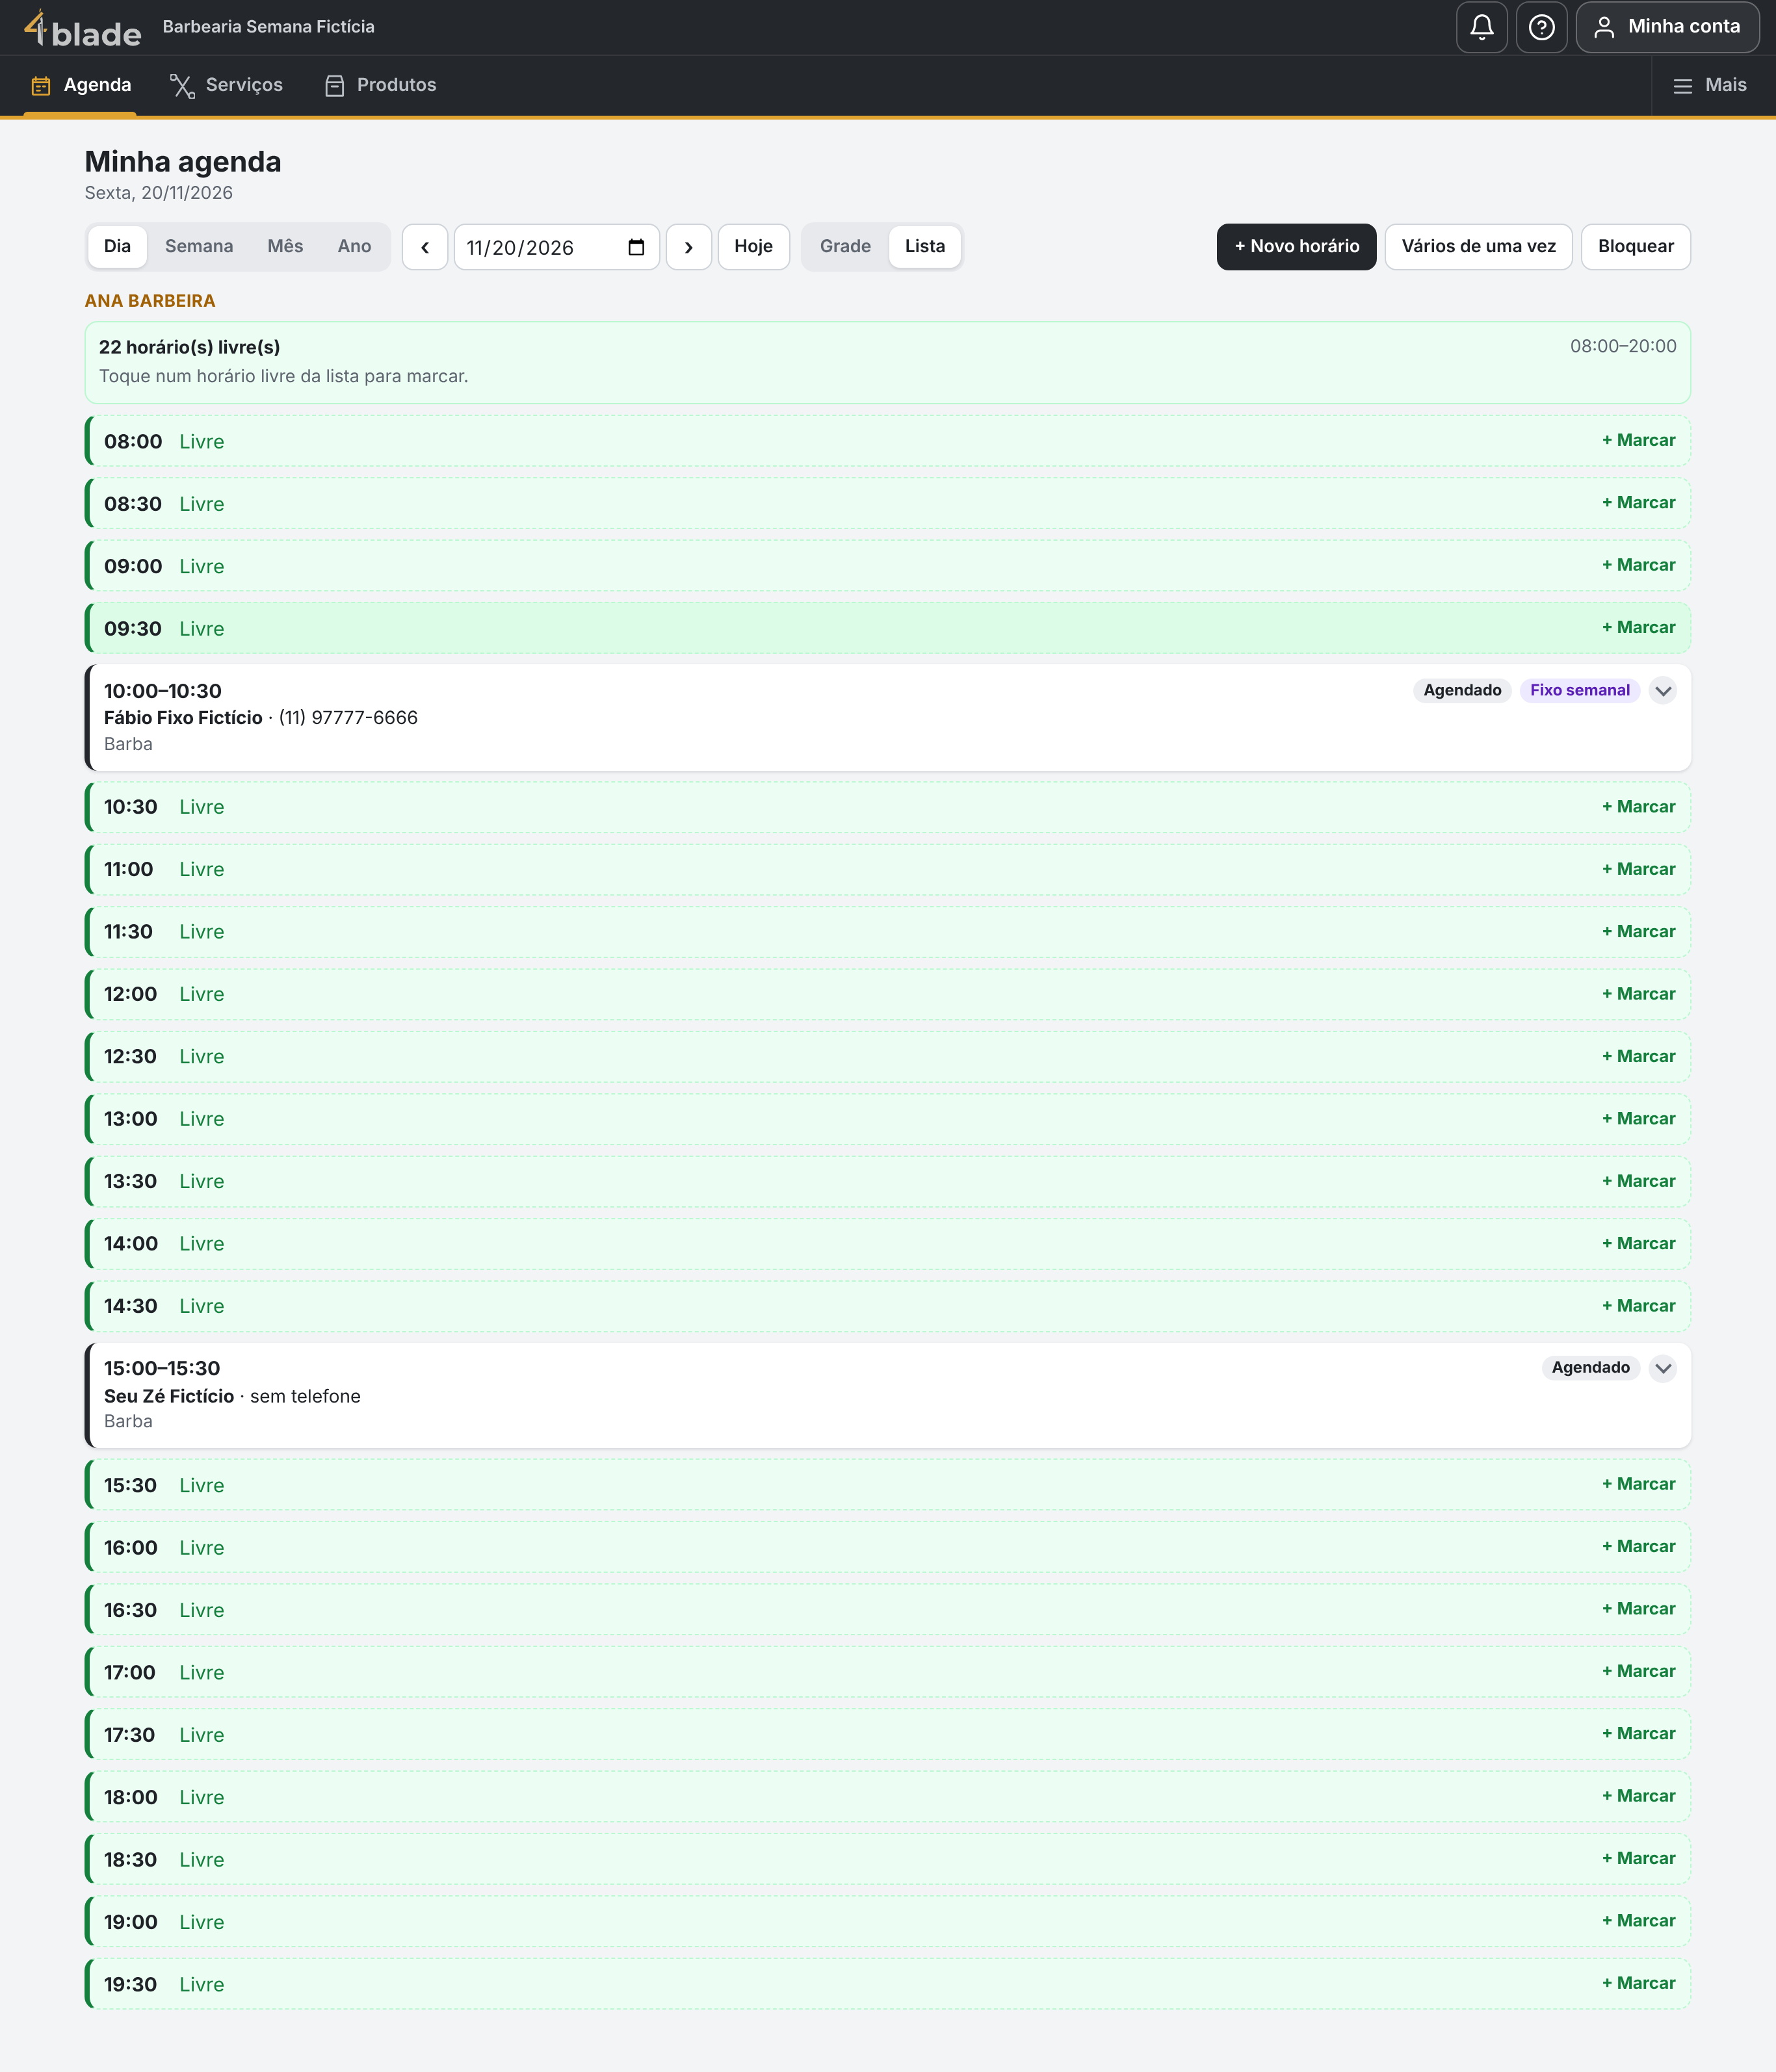 4blade Barbearia Semana Fictícia Minha conta
Agenda Serviços Produtos Mais
Minha agenda
Sexta, 20/11/2026
Dia Semana Mês Ano ‹ 11/20/2026 › Hoje Grade Lista + Novo horário Vários de uma vez Bloquear
ANA BARBEIRA
22 horário(s) livre(s) 08:00–20:00
Toque num horário livre da lista para marcar.
08:00 Livre + Marcar
08:30 Livre + Marcar
09:00 Livre + Marcar
09:30 Livre + Marcar
10:00–10:30 Agendado Fixo semanal
Fábio Fixo Fictício · (11) 97777-6666
Barba
10:30 Livre + Marcar
11:00 Livre + Marcar
11:30 Livre + Marcar
12:00 Livre + Marcar
12:30 Livre + Marcar
13:00 Livre + Marcar
13:30 Livre + Marcar
14:00 Livre + Marcar
14:30 Livre + Marcar
15:00–15:30 Agendado
Seu Zé Fictício · sem telefone
Barba
15:30 Livre + Marcar
16:00 Livre + Marcar
16:30 Livre + Marcar
17:00 Livre + Marcar
17:30 Livre + Marcar
18:00 Livre + Marcar
18:30 Livre + Marcar
19:00 Livre + Marcar
19:30 Livre + Marcar